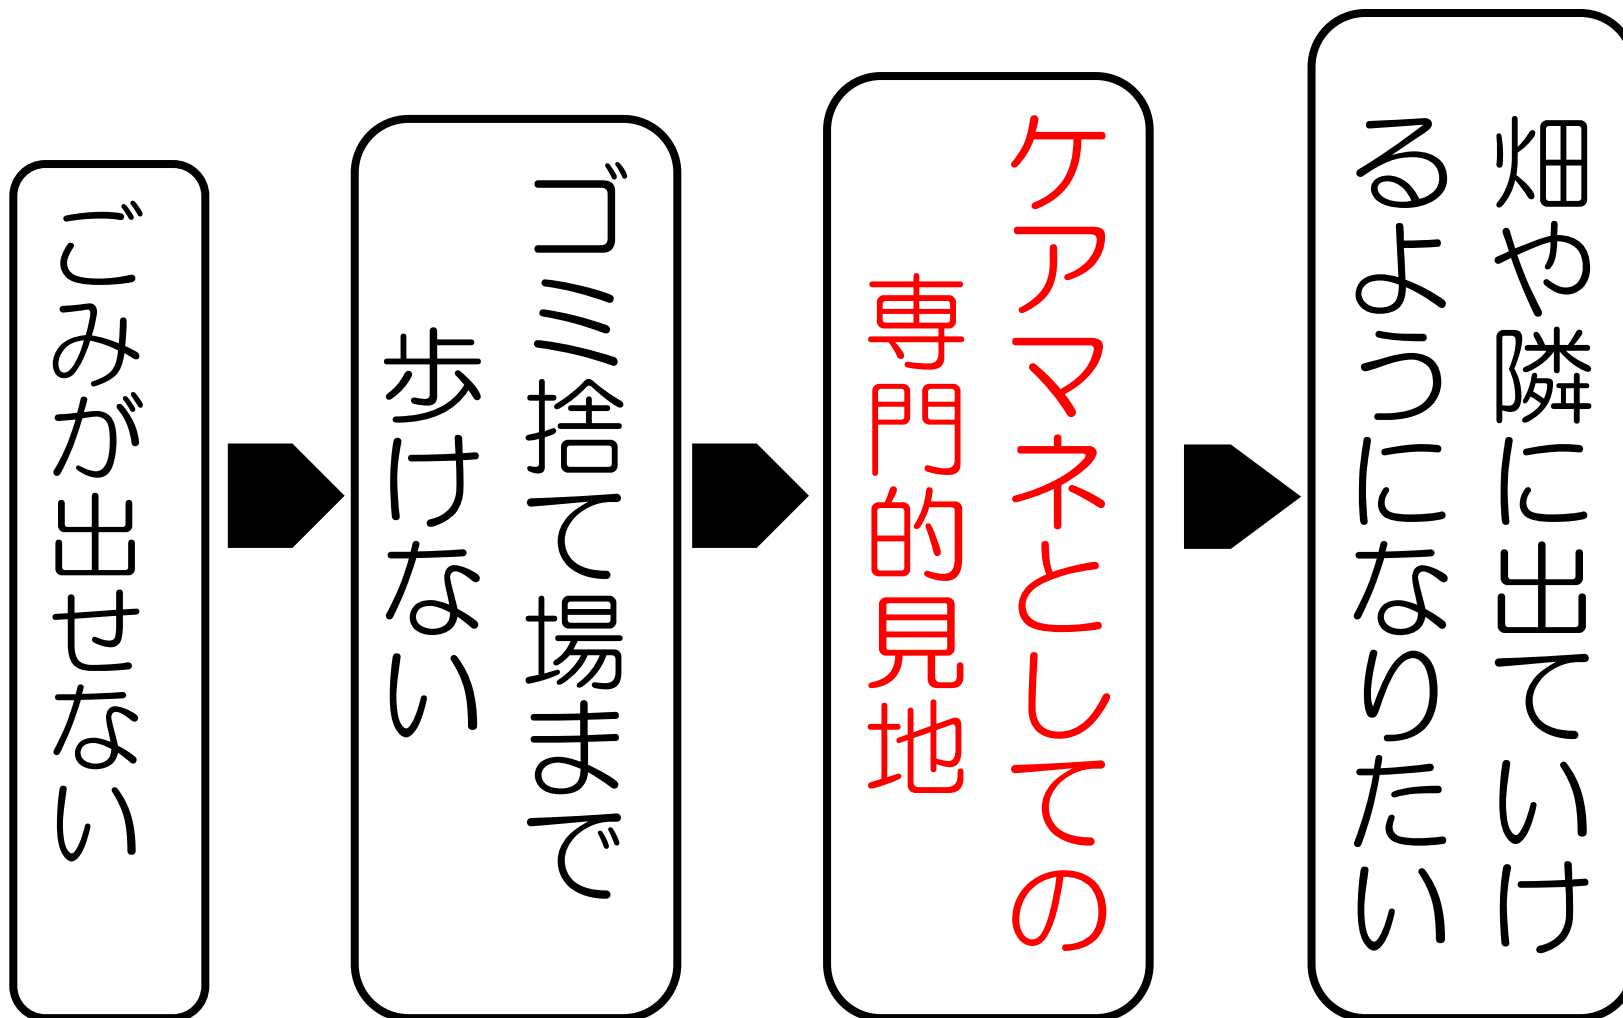 ごみが出せない
ゴミ捨て場まで
歩けない
ケアマネとしての
専門的見地
畑や隣に出ていけ
るようになりたい